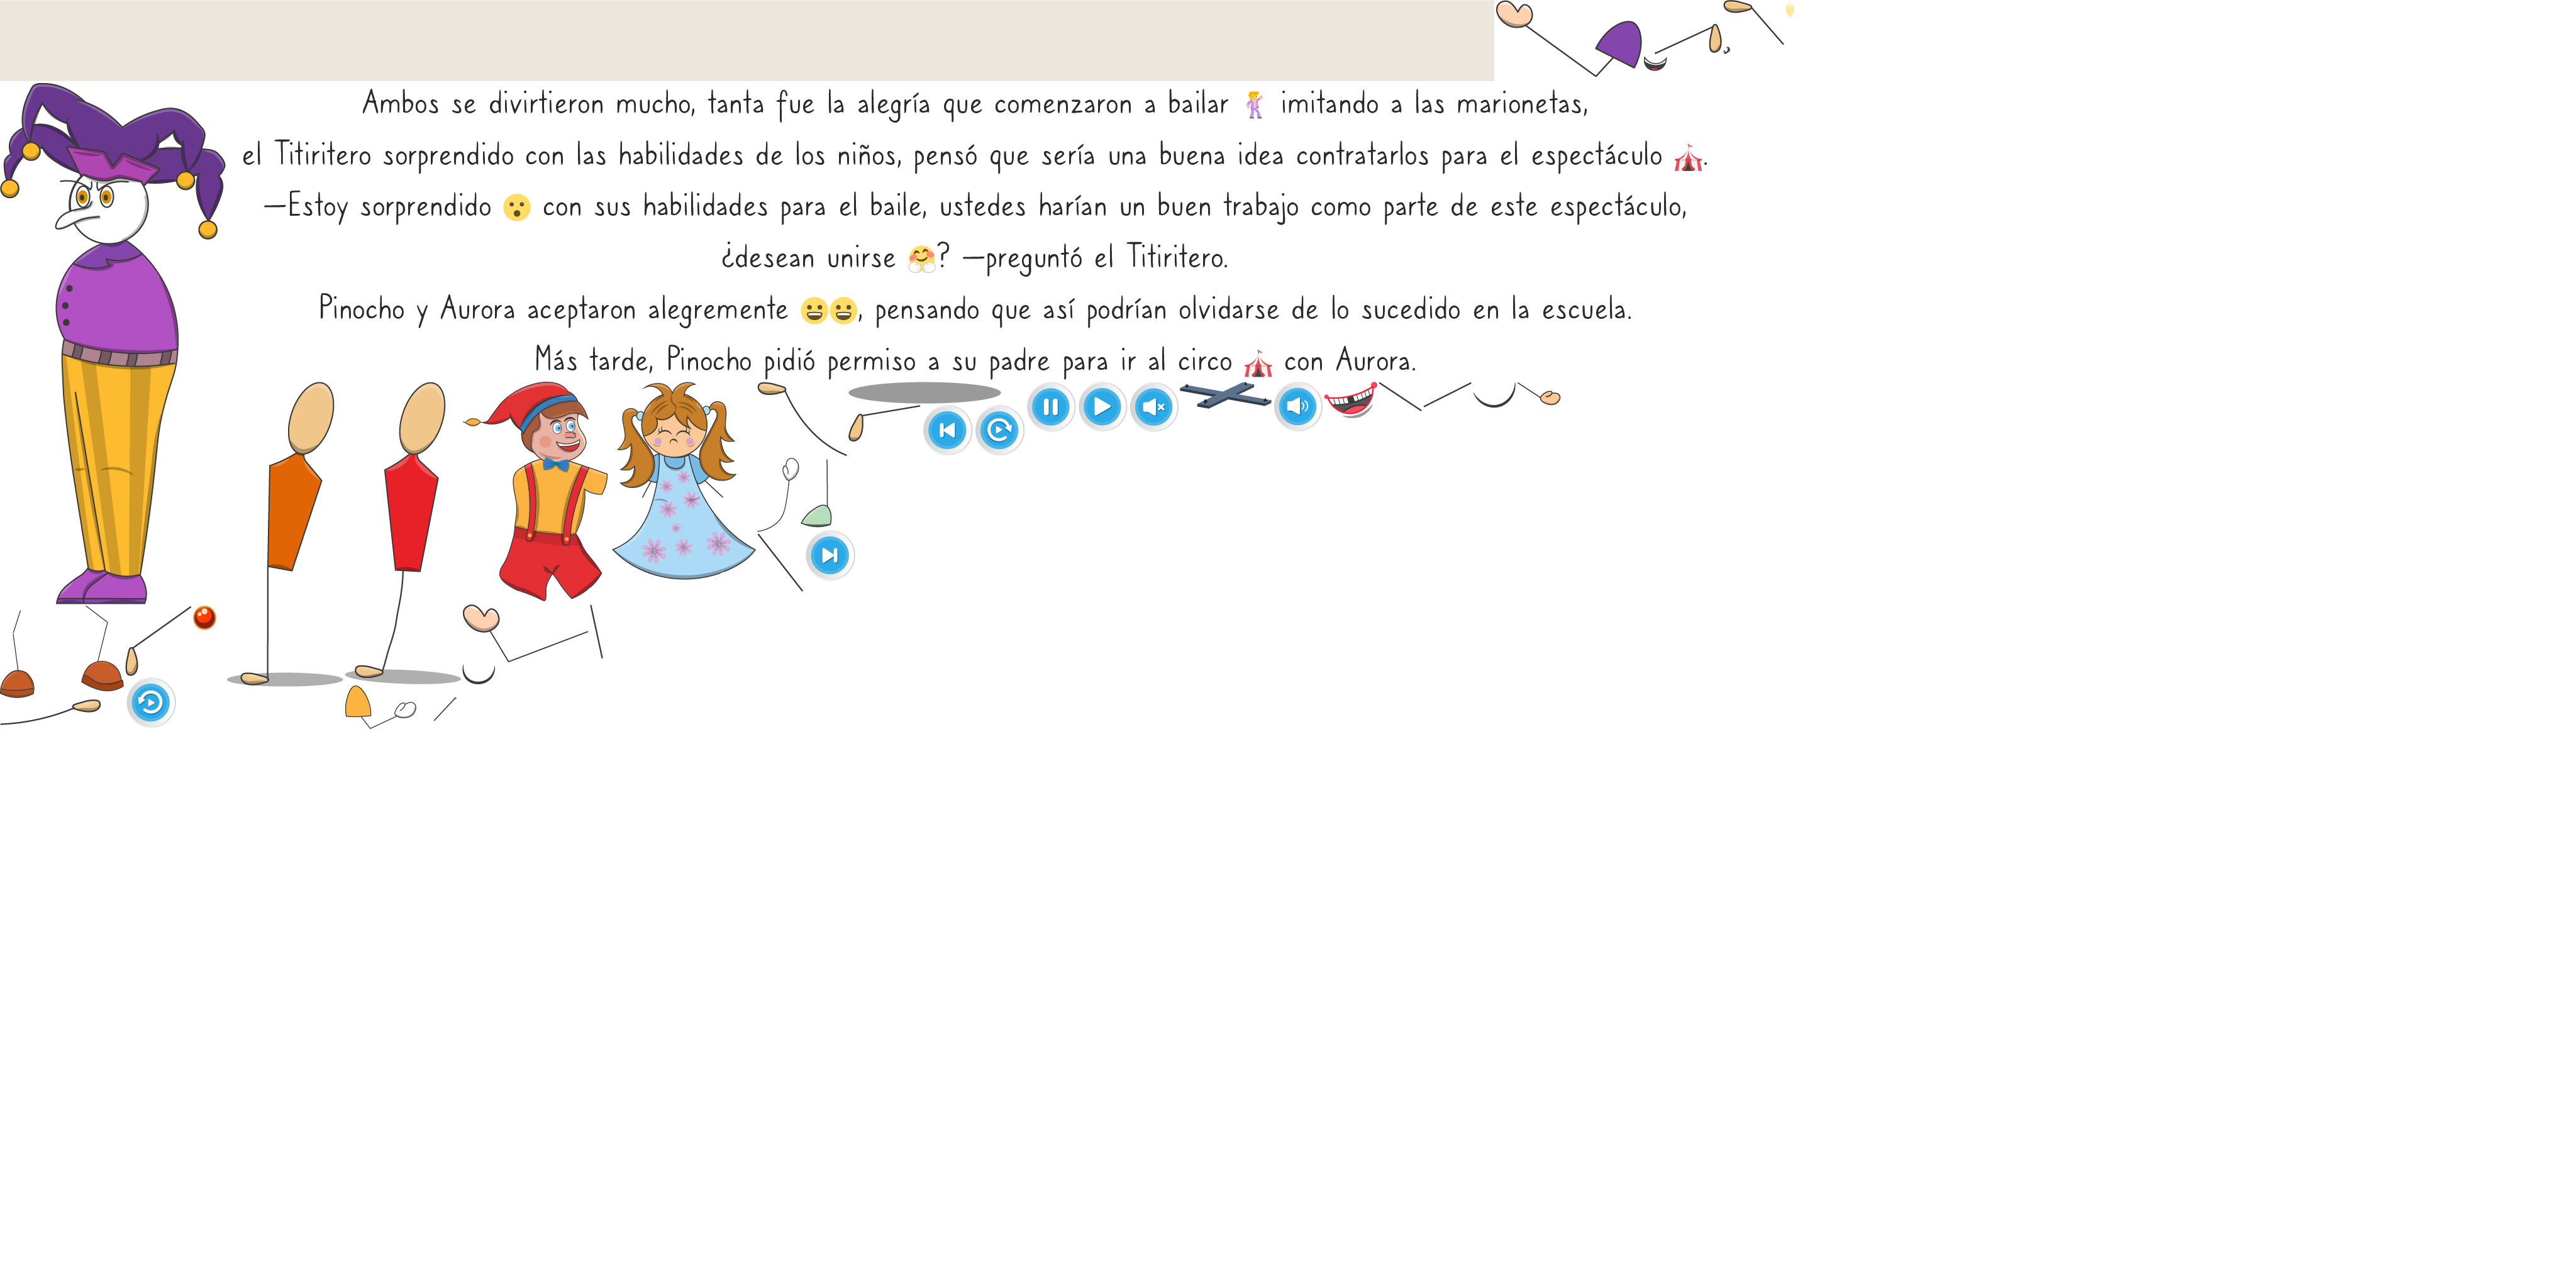 Ambos se divirtieron mucho, tanta fue la alegría que comenzaron a bailar 🕺 imitando a las marionetas,
el Titiritero sorprendido con las habilidades de los niños, pensó que sería una buena idea contratarlos para el espectáculo 🎪.
—Estoy sorprendido 😮 con sus habilidades para el baile, ustedes harían un buen trabajo como parte de este espectáculo,
¿desean unirse 🤗? —preguntó el Titiritero.
Pinocho y Aurora aceptaron alegremente 😀😀, pensando que así podrían olvidarse de lo sucedido en la escuela.
Más tarde, Pinocho pidió permiso a su padre para ir al circo 🎪 con Aurora.